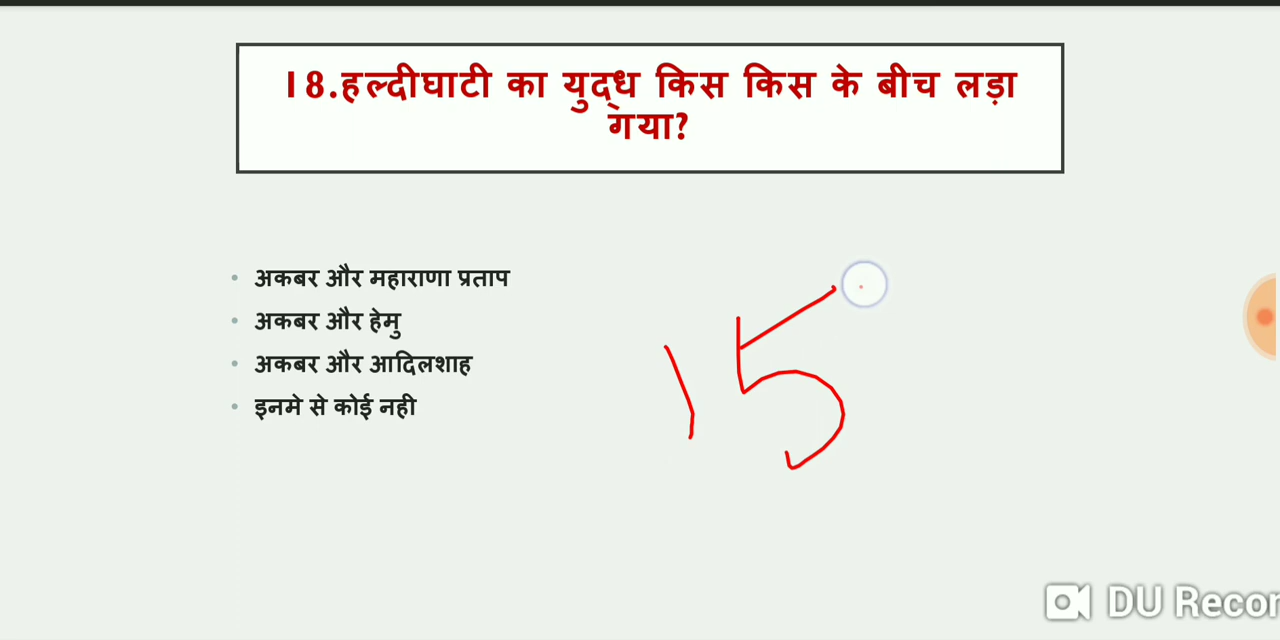 18.हल्दीघाटी का युद्ध किस किस के बीच लड़ा
गया?
• अकबर और महाराणा प्रताप
• अकबर और हेमु
• अकबर और आदिलशाह
• इनमे से कोई नही
15
DU Recor